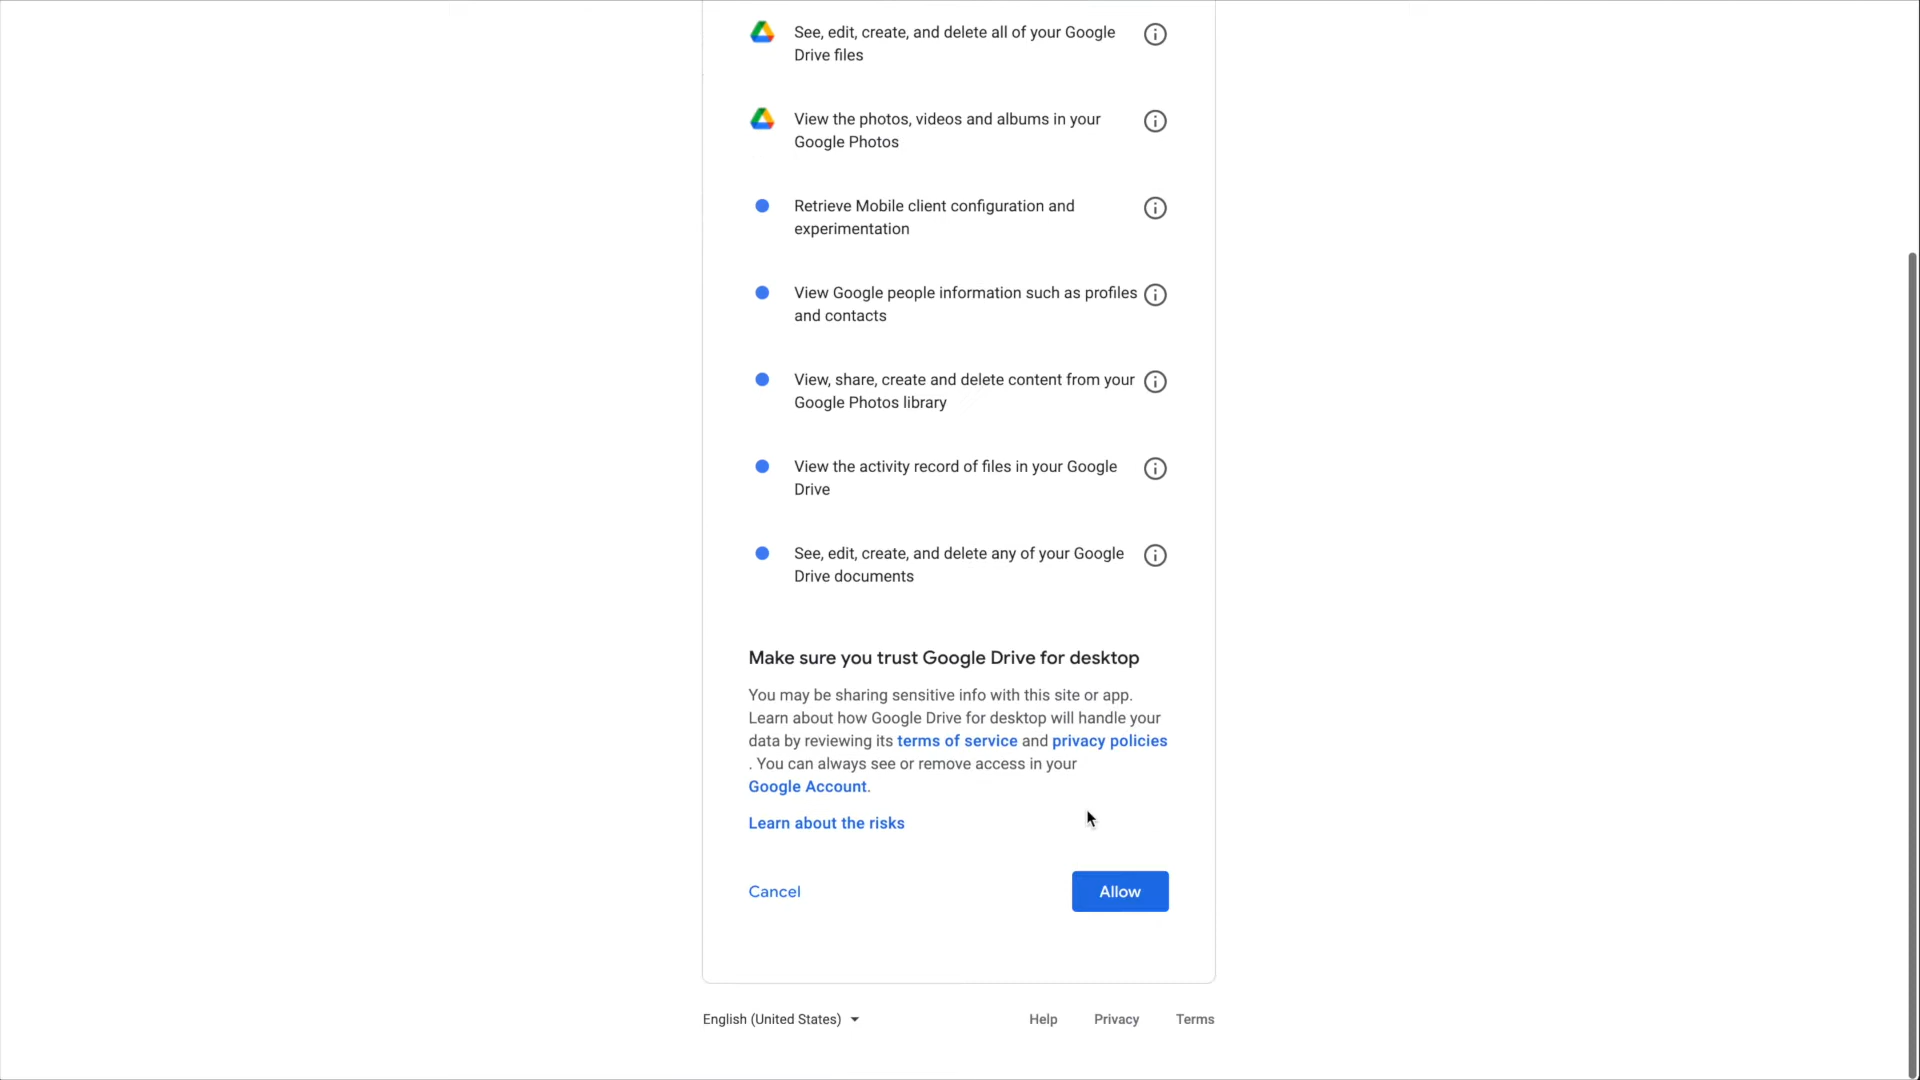 See, edit, create, and delete all of your Google
Drive files
View the photos, videos and albums in your
Google Photos
Retrieve Mobile client configuration and
experimentation
View Google people information such as profiles
and contacts
View, share, create and delete content from your
Google Photos library
View the activity record of files in your Google
Drive
See, edit, create, and delete any of your Google
Drive documents
Make sure you trust Google Drive for desktop
You may be sharing sensitive info with this site or app.
Learn about how Google Drive for desktop will handle your
data by reviewing its terms of service and privacy policies
. You can always see or remove access in your
Google Account.
Learn about the risks
Cancel
Allow
English (United States)
Help
Privacy
Terms